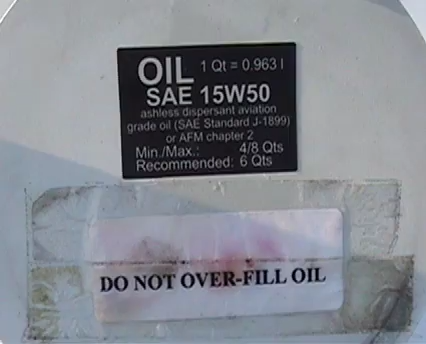 OIL 1 Qt = 0.963 l
SAE 15W50
ashless dispersant aviation
grade oil (SAE Standard J-1899)
or AFM chapter 2
Min./Max.: 4/8 Qts
Recommended: 6 Qts
DO NOT OVER-FILL OIL